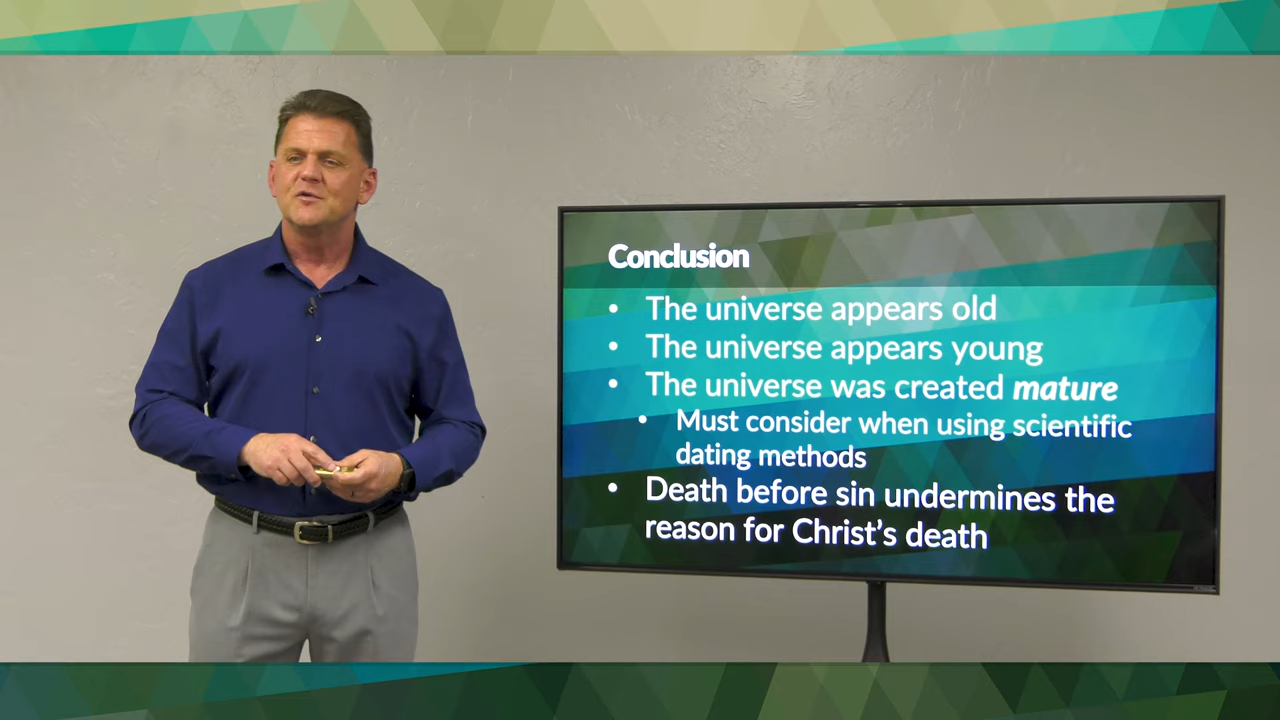 Conclusion
• The universe appears old
• The universe appears young
• The universe was created mature
• Must consider when using scientific
dating methods
• Death before sin undermines the
reason for Christ's death